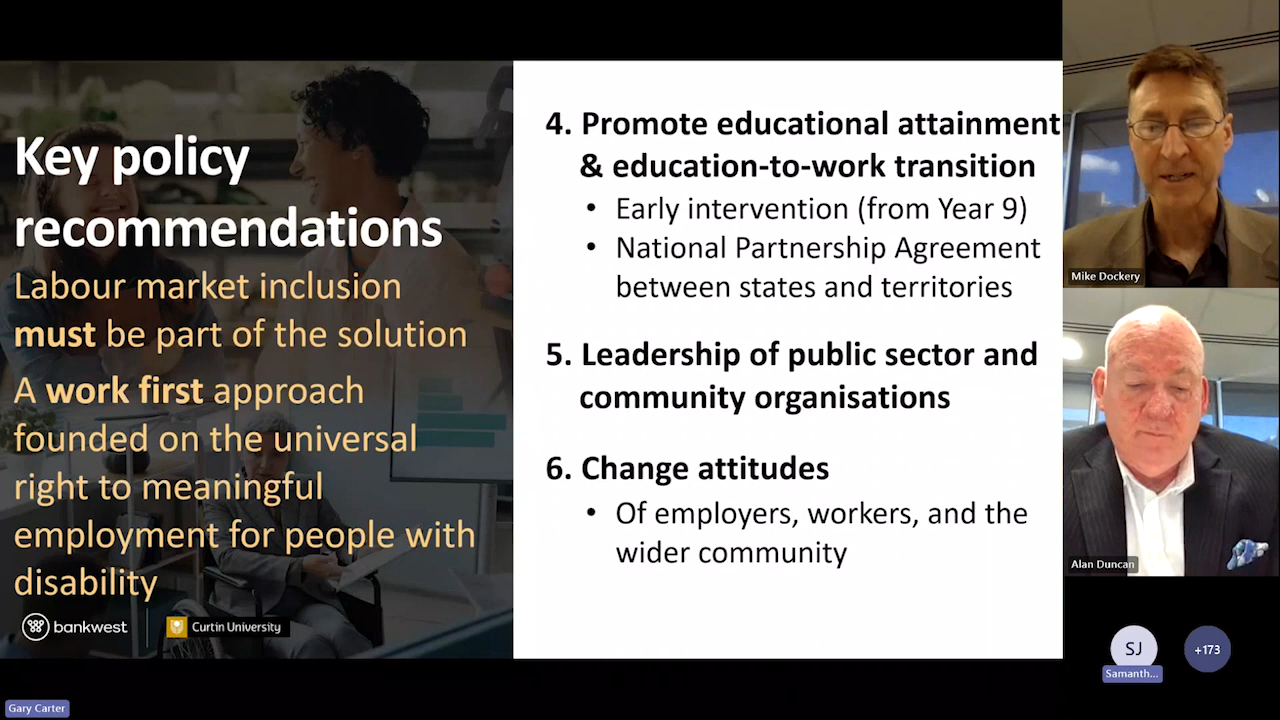 Key policy
recommendations
Labour market inclusion
must be part of the solution
A work first approach
founded on the universal
right to meaningful
employment for people with
disability
bankwest
Curtin University
4. Promote educational attainment
& education-to-work transition
• Early intervention (from Year 9)
• National Partnership Agreement
between states and territories
5. Leadership of public sector and
community organisations
6. Change attitudes
• Of employers, workers, and the
wider community
Mike Dockery
Alan Duncan
SJ
Samanth...
+173
Gary Carter